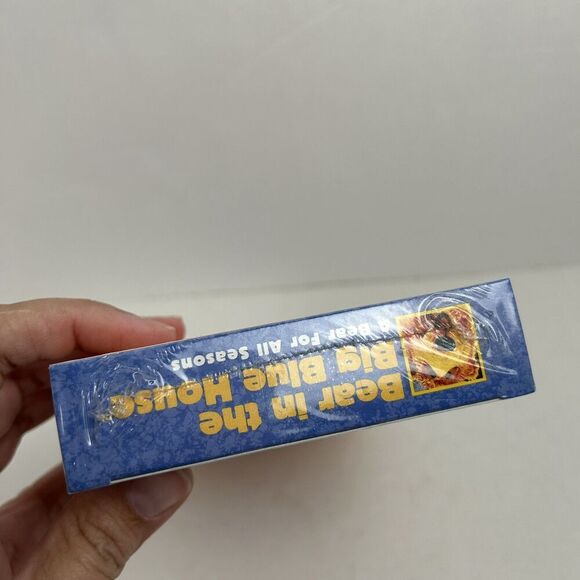 Bear in the
Big Blue House
a Bear For All Seasons